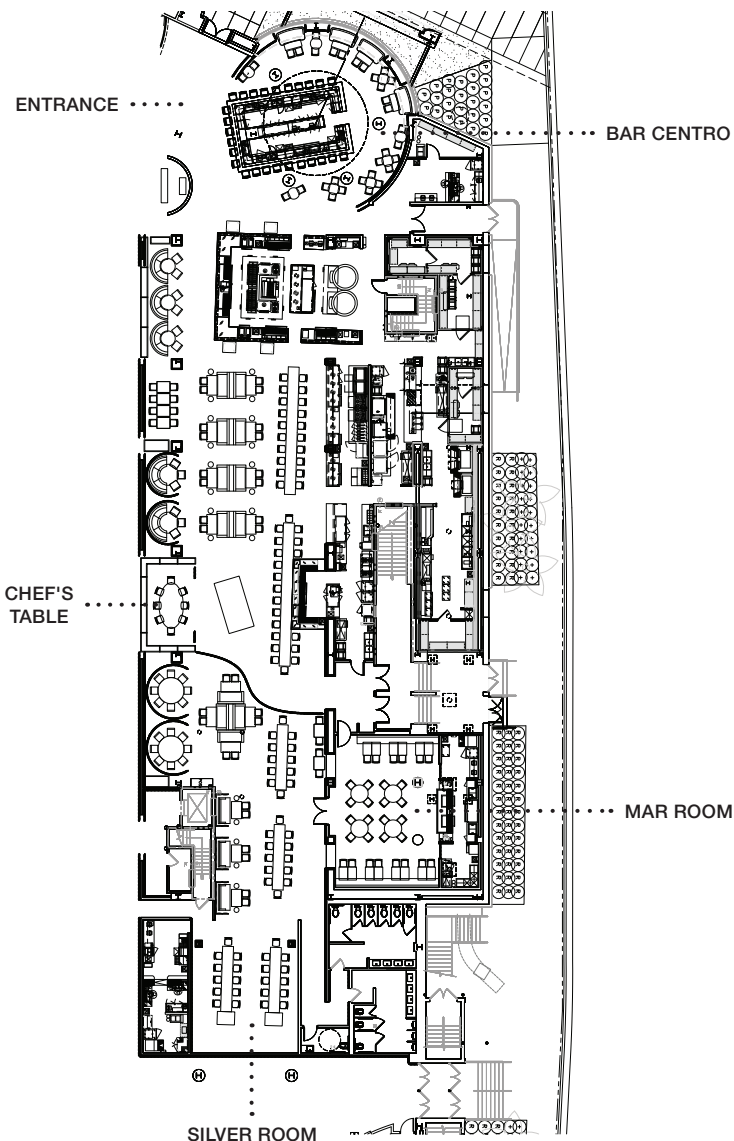 ENTRANCE
BAR CENTRO
CHEF'S
TABLE
MAR ROOM
SILVER ROOM